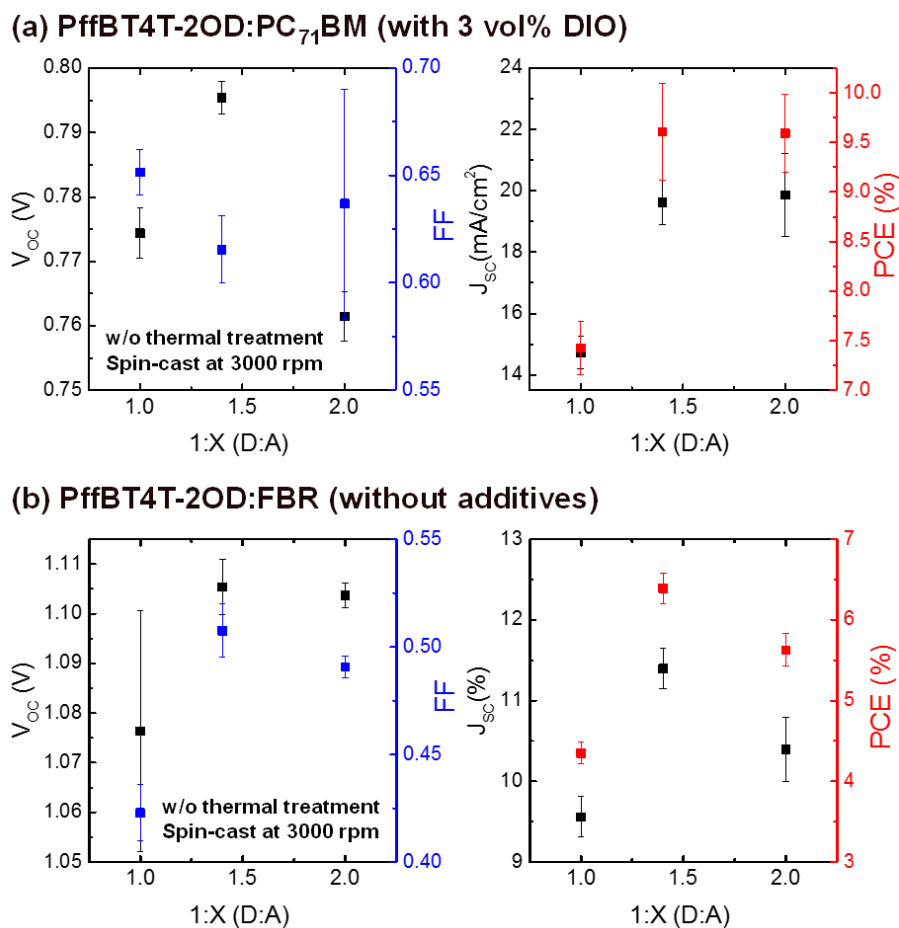 (a) PffBT4T-2OD:PC₇₁BM (with 3 vol% DIO)
0.80
0.79
0.78
0.77
0.76
0.75
V_OC (V)
0.70
0.65
0.60
0.55
FF
w/o thermal treatment
Spin-cast at 3000 rpm
1.0 1.5 2.0
1:X (D:A)
24
22
20
18
16
14
J_SC(mA/cm²)
10.0
9.5
9.0
8.5
8.0
7.5
7.0
PCE (%)
1.0 1.5 2.0
1:X (D:A)
(b) PffBT4T-2OD:FBR (without additives)
1.11
1.10
1.09
1.08
1.07
1.06
1.05
V_OC (V)
0.55
0.50
0.45
0.40
FF
w/o thermal treatment
Spin-cast at 3000 rpm
1.0 1.5 2.0
1:X (D:A)
13
12
11
10
9
J_SC(%)
7
6
5
4
3
PCE (%)
1.0 1.5 2.0
1:X (D:A)